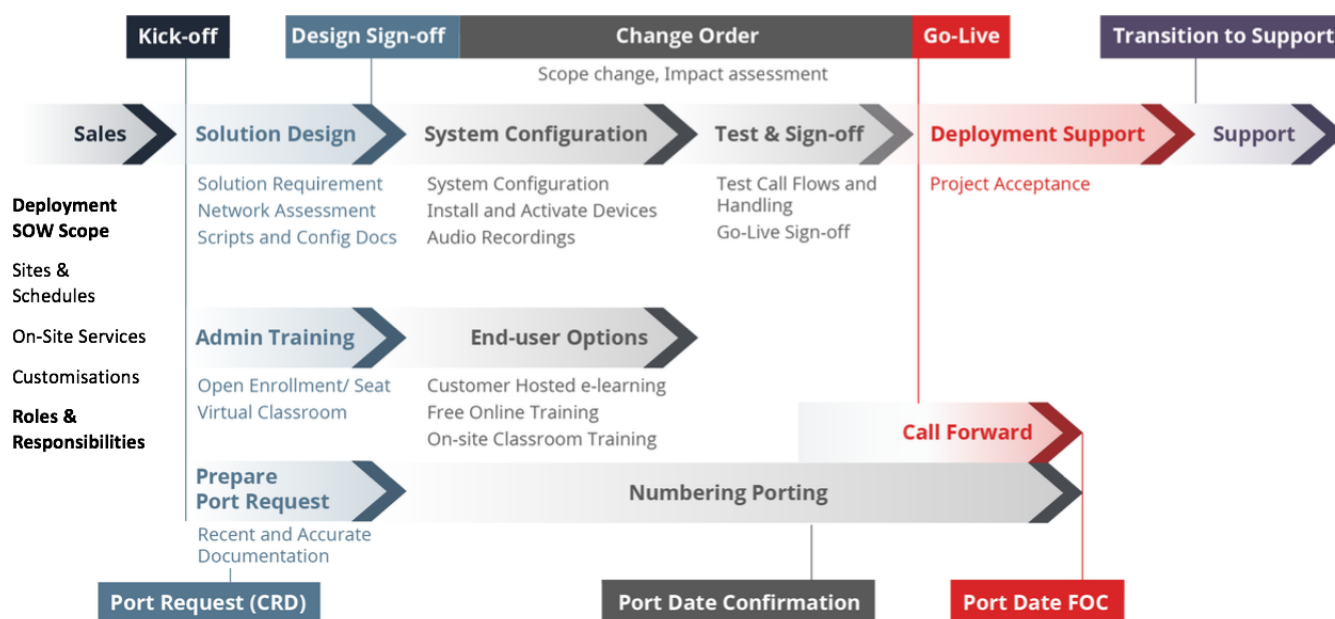 Kick-off
Design Sign-off
Change Order
Go-Live
Transition to Support
Scope change, Impact assessment
Sales
Solution Design
System Configuration
Test & Sign-off
Deployment Support
Support
Deployment
SOW Scope
Sites &
Schedules
On-Site Services
Customisations
Roles &
Responsibilities
Solution Requirement
Network Assessment
Scripts and Config Docs
System Configuration
Install and Activate Devices
Audio Recordings
Test Call Flows and
Handling
Go-Live Sign-off
Project Acceptance
Admin Training
End-user Options
Open Enrollment/ Seat
Virtual Classroom
Customer Hosted e-learning
Free Online Training
On-site Classroom Training
Call Forward
Prepare
Port Request
Numbering Porting
Recent and Accurate
Documentation
Port Request (CRD)
Port Date Confirmation
Port Date FOC